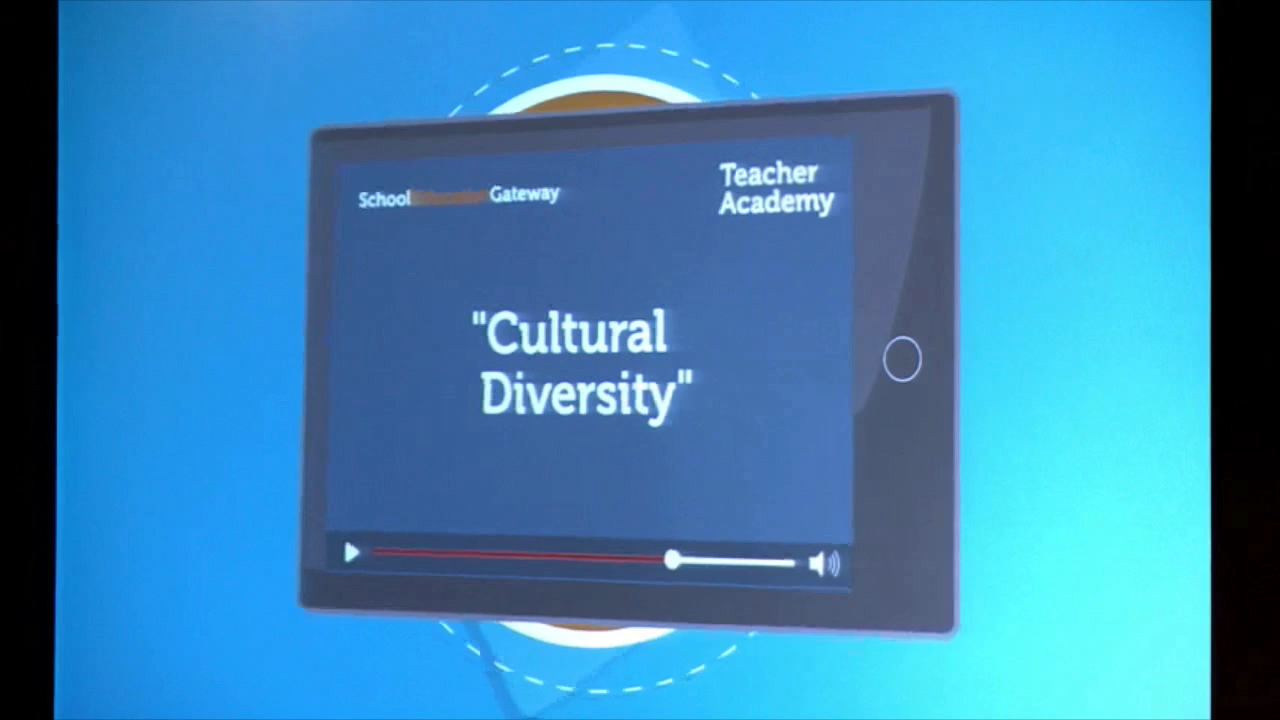 School Gateway
Teacher
Academy
"Cultural
Diversity"